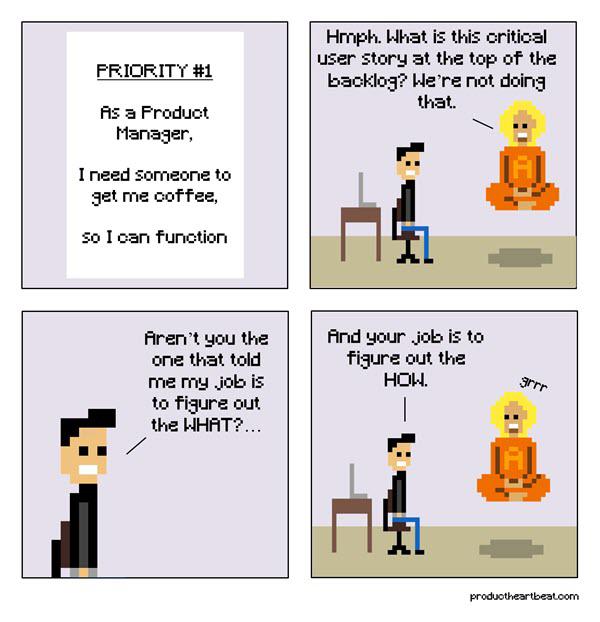 PRIORITY #1
As a Product
Manager,
I need someone to
get me coffee,
so I can function
Hmph. What is this critical
user story at the top of the
backlog? We're not doing
that.
A
Aren't you the
one that told
me my job is
to figure out
the WHAT?...
And your job is to
figure out the
HOW.
grrr
A
productheartbeat.com